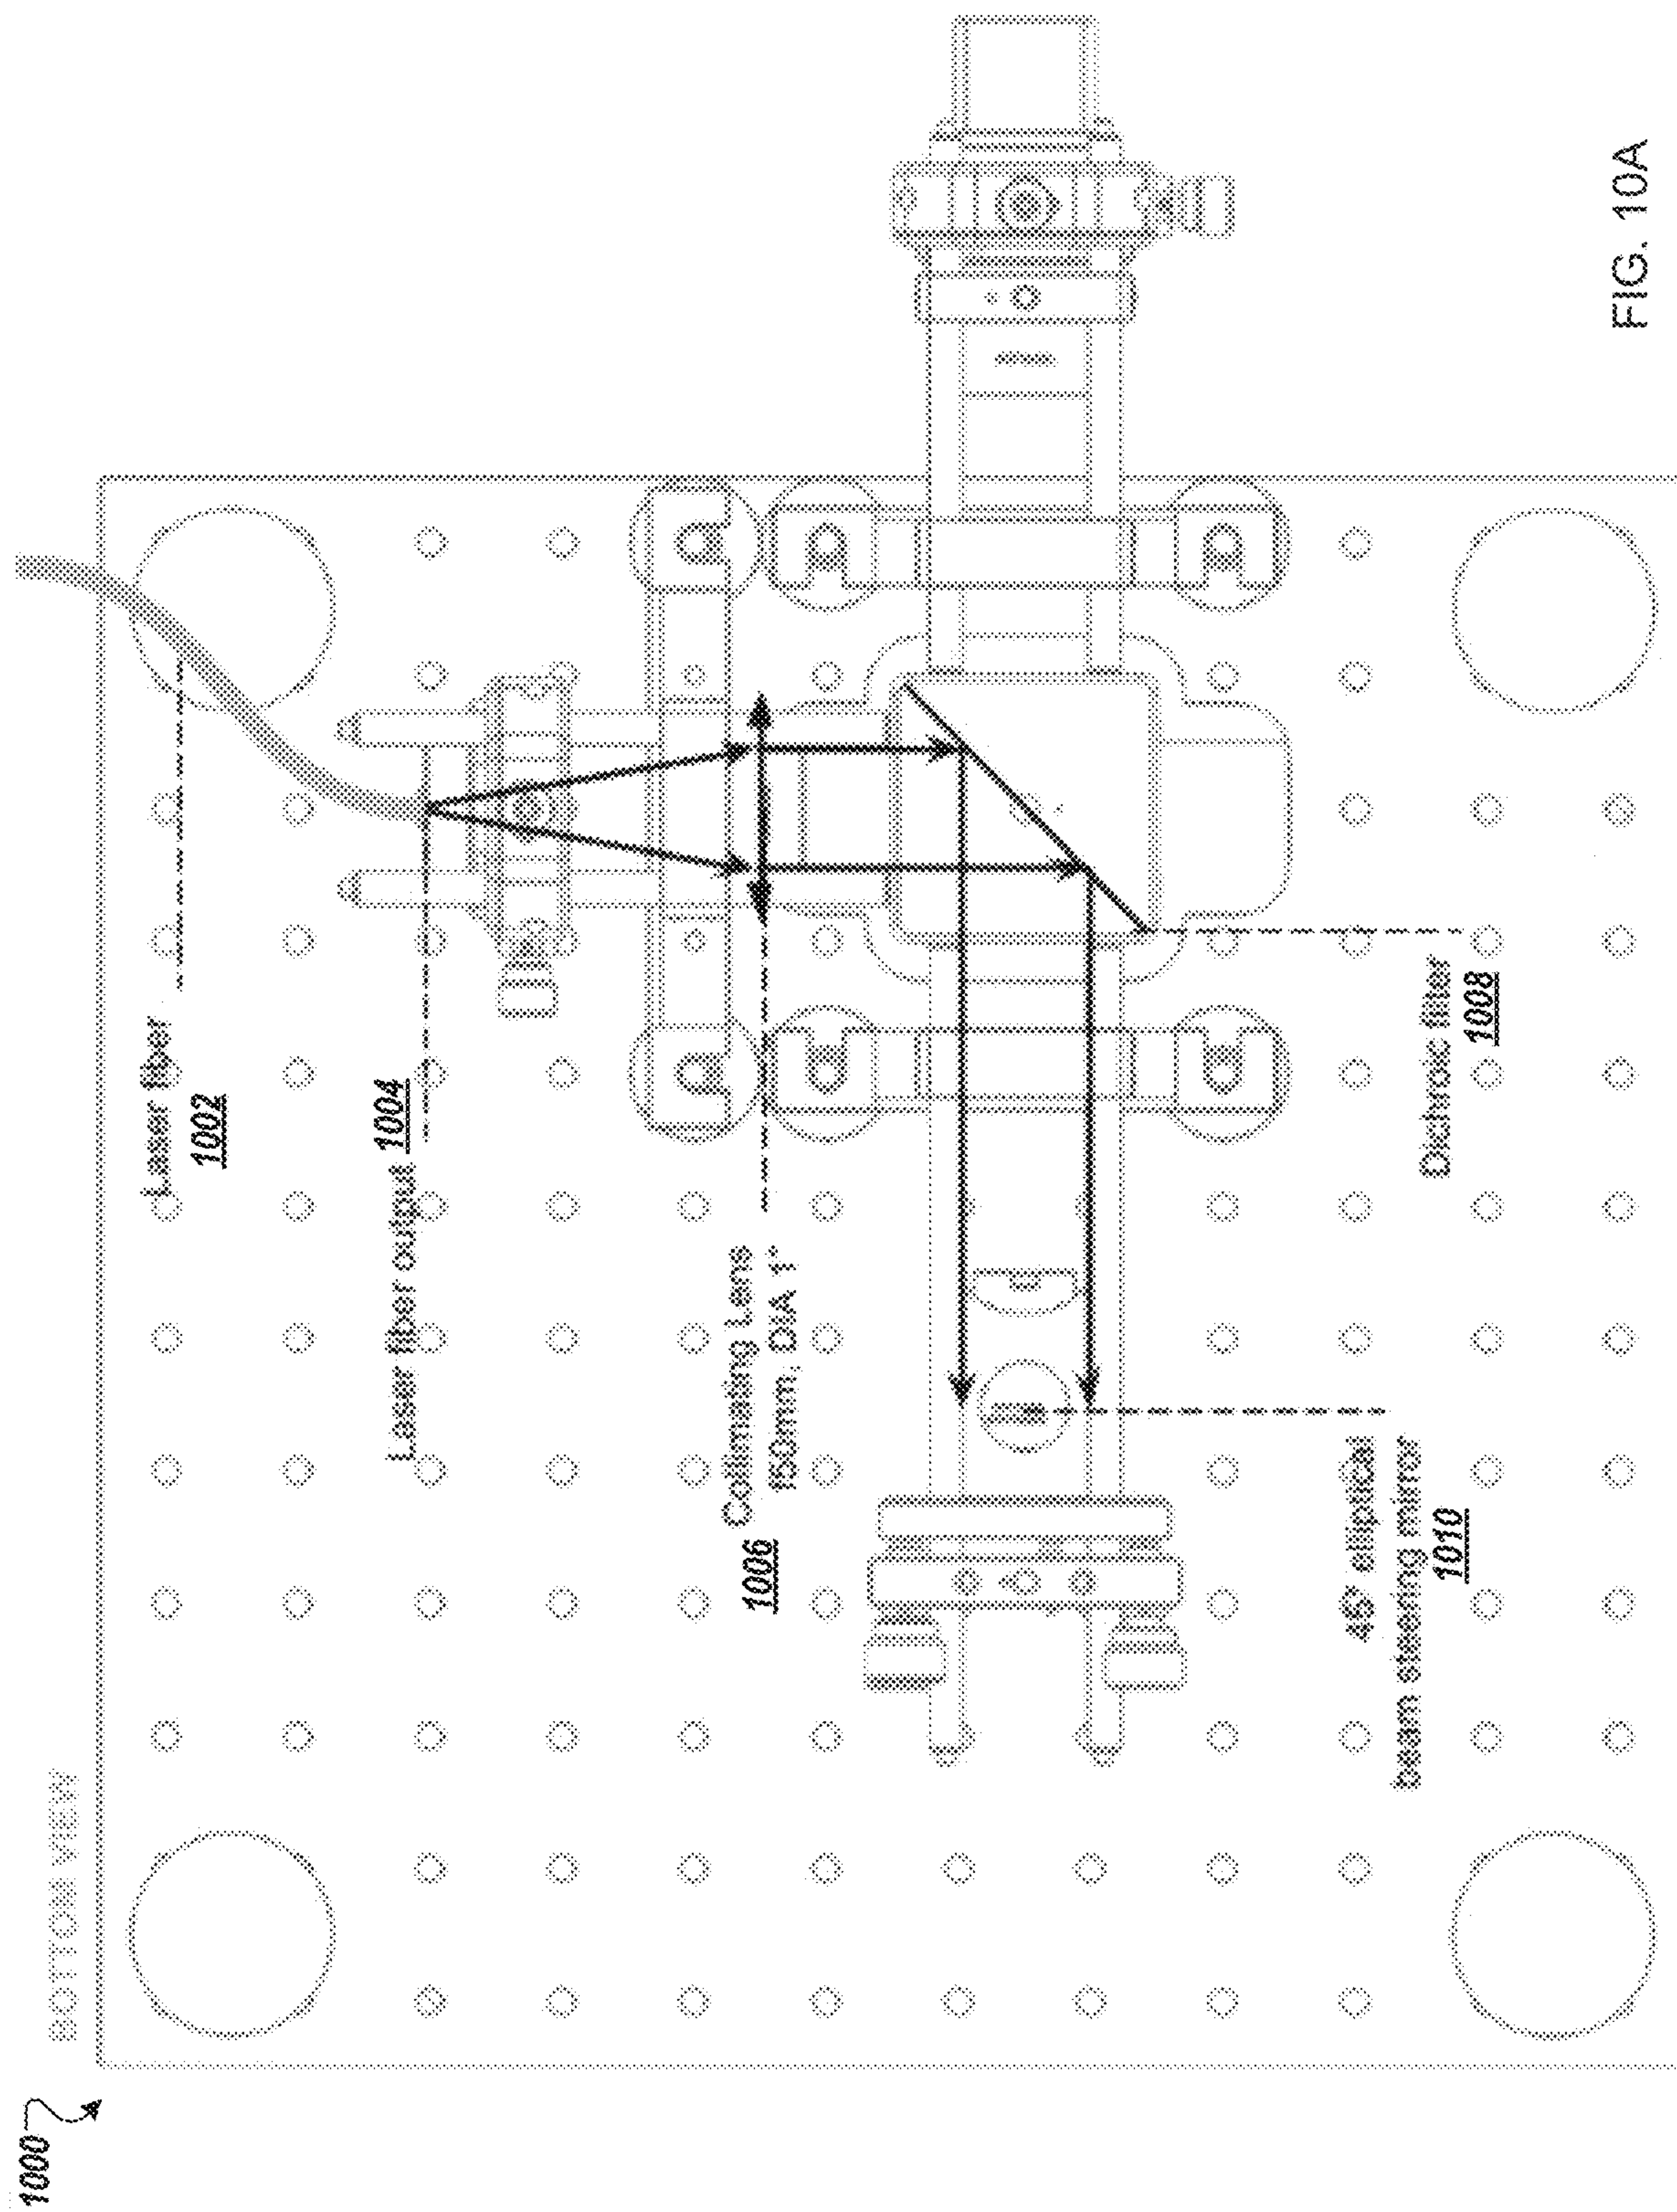 1000
BOTTOM VIEW
Laser fiber
1002
Laser fiber output 1004
Collimating Lens
f50mm, DIA 1"
1006
Dichroic filter
1008
45° elliptical
beam steering mirror
1010
FIG. 10A